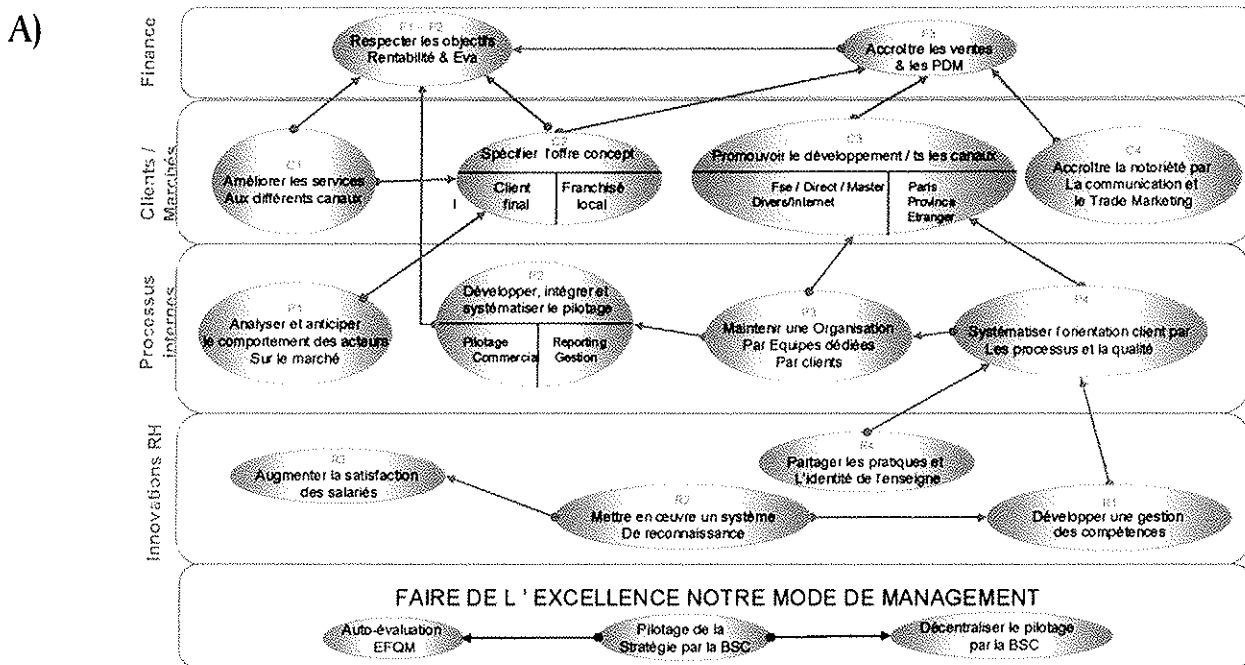 A)
Finance
F1 - F2
Respecter les objectifs
Rentabilité & Eva
F3
Accroître les ventes
& les PDM
Clients /
Marchés
C1
Améliorer les services
Aux différents canaux
C2
Spécifier l'offre concept
Client
final
Franchisé
local
I
C3
Promouvoir le développement / ts les canaux
Fse / Direct / Master
Divers/Internet
Paris
Province
Etranger
C4
Accroître la notoriété par
La communication et
le Trade Marketing
Processus
internes
P1
Analyser et anticiper
le comportement des acteurs
Sur le marché
P2
Développer, intégrer et
systématiser le pilotage
Pilotage
Commercia
Reporting
Gestion
P3
Maintenir une Organisation
Par Equipes dédiées
Par clients
P4
Systématiser l'orientation client par
Les processus et la qualité
Innovations RH
R3
Augmenter la satisfaction
des salariés
R4
Partager les pratiques et
L'identité de l'enseigne
R2
Mettre en œuvre un système
De reconnaissance
R1
Développer une gestion
des compétences
FAIRE DE L ' EXCELLENCE NOTRE MODE DE MANAGEMENT
Auto-évaluation
EFQM
Pilotage de la
Stratégie par la BSC
Décentraliser le pilotage
par la BSC